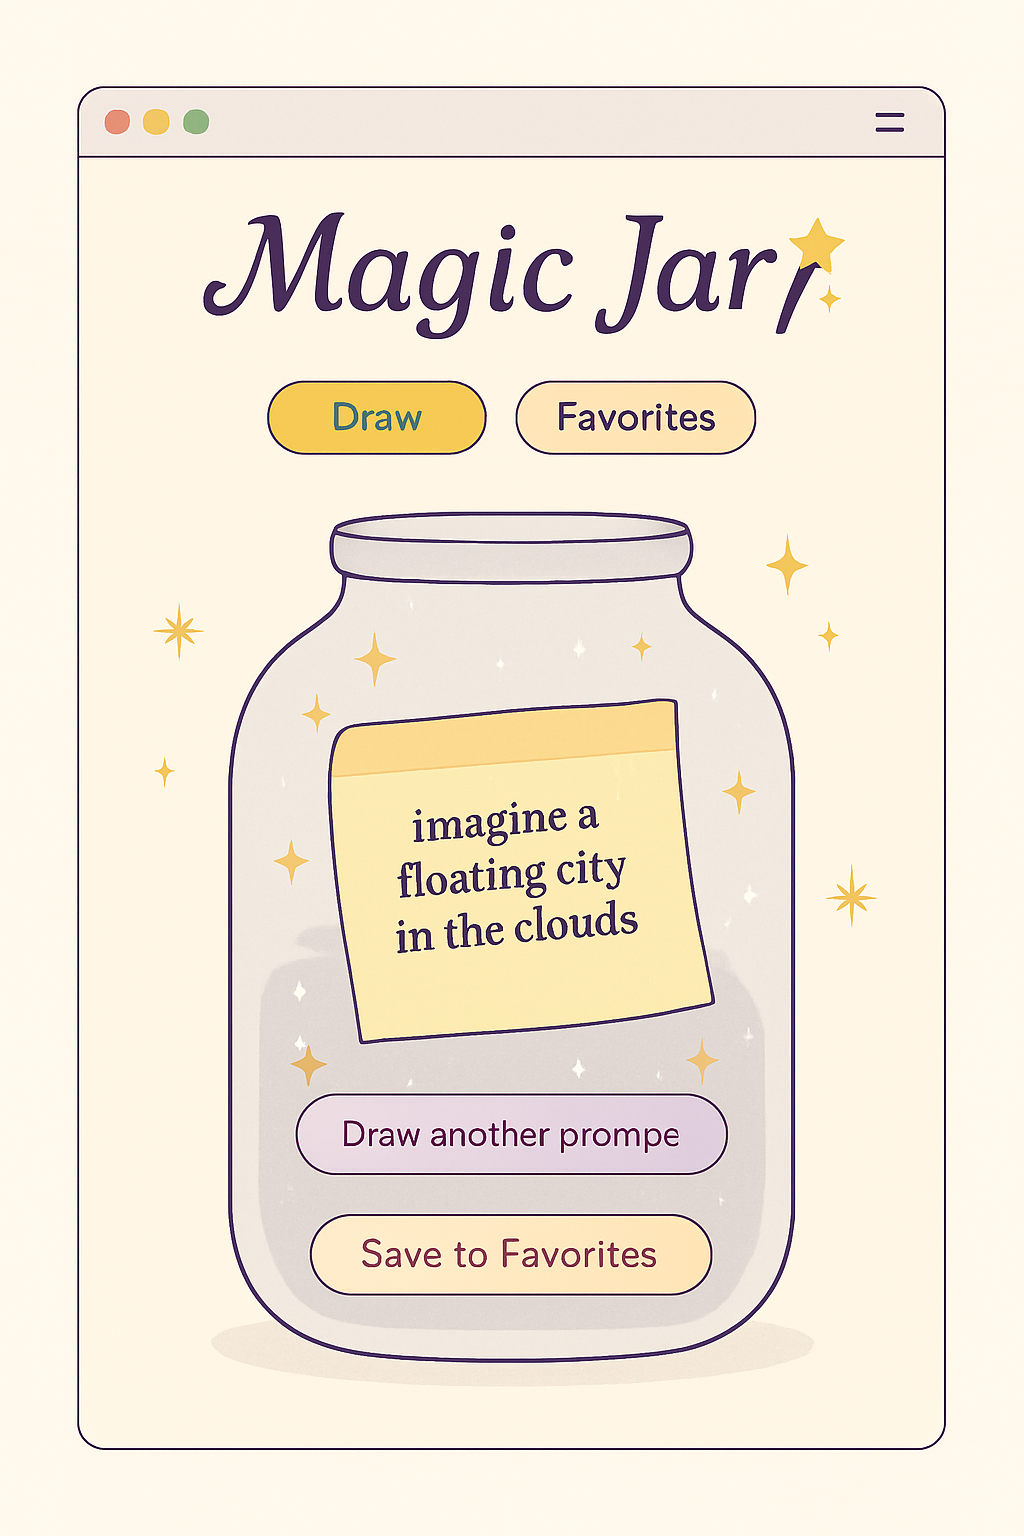 Magic Jar
Draw
Favorites
imagine a
floating city
in the clouds
Draw another prompe
Save to Favorites